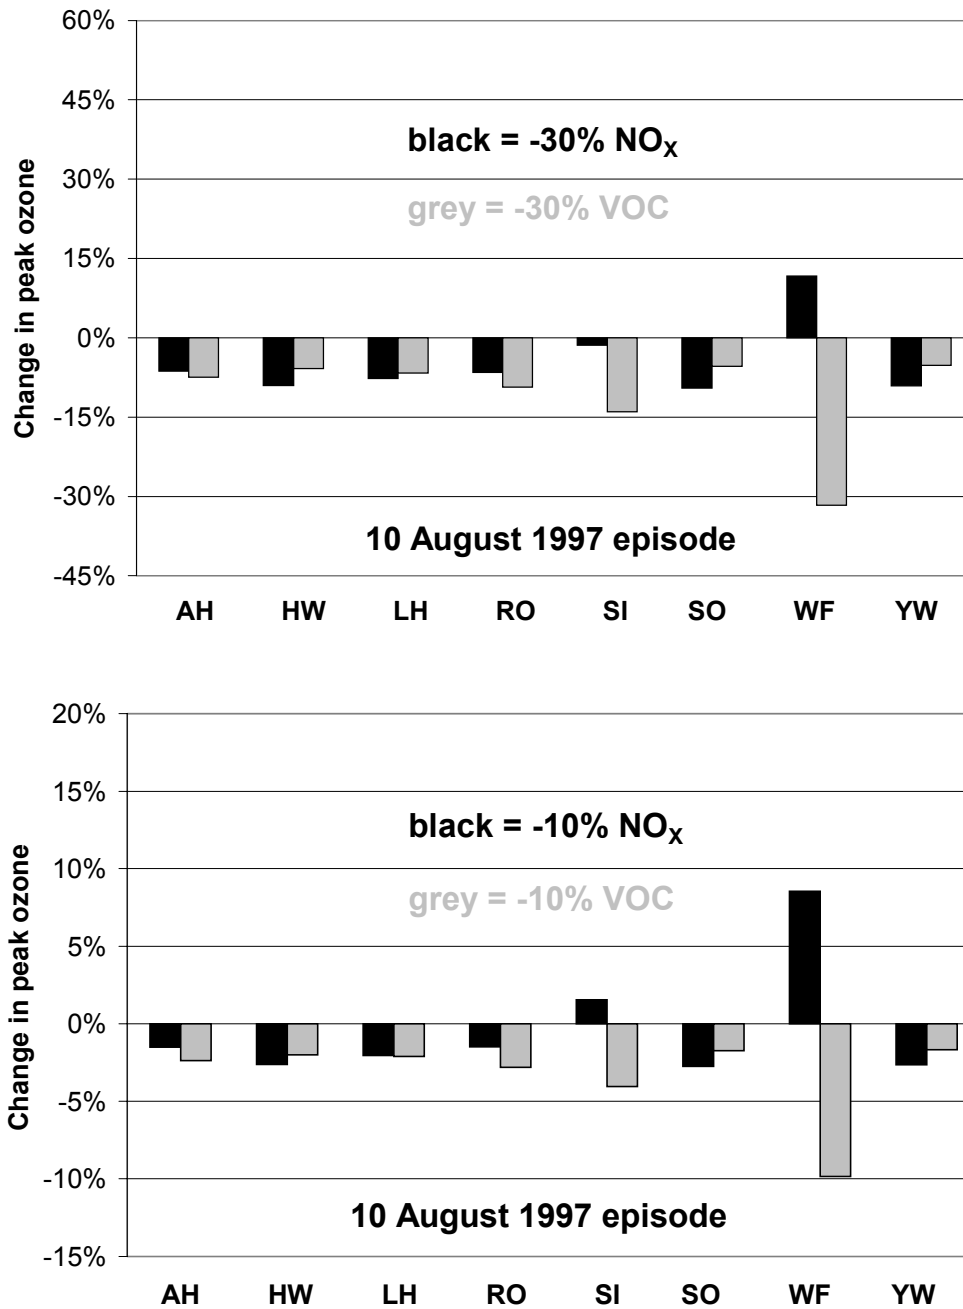 60%
45%
black = -30% NOX
30%
grey = -30% VOC
15%
0%
-15%
-30%
10 August 1997 episode
-45%
Change in peak ozone
AH HW LH RO SI SO WF YW
20%
15%
black = -10% NOX
10%
grey = -10% VOC
5%
0%
-5%
-10%
10 August 1997 episode
-15%
Change in peak ozone
AH HW LH RO SI SO WF YW